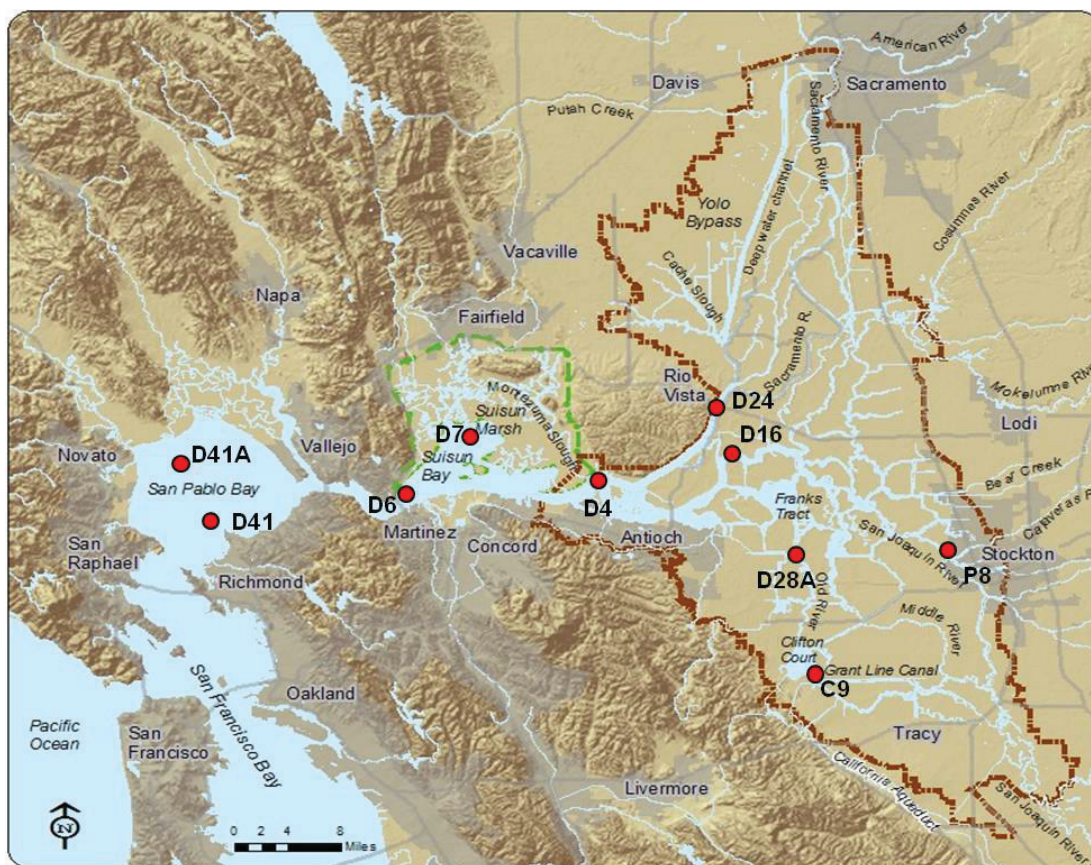 American River
Davis
Sacramento
Putah Creek
Sacramento River
Deep water channel
Yolo
Bypass
Cosumnes River
Vacaville
Cache Slough
Napa
Fairfield
Sacramento R.
Rio
Vista
D24
Mokelumne River
Montezuma Slough
Suisun
Marsh
D7
Lodi
Vallejo
Suisun
Bay
D16
Novato
D41A
San Pablo Bay
D6
D4
Bear Creek
Franks
Tract
Calaveras
D41
Martinez
Concord
Antioch
San
Raphael
San Joaquin River
Stockton
P8
Richmond
D28A
Old River
Middle River
Clifton
Court
Grant Line Canal
C9
San Francisco Bay
Oakland
Pacific
Ocean
San
Francisco
Tracy
California Aqueduct
Livermore
San Joaquin River
N
0 2 4 8
Miles